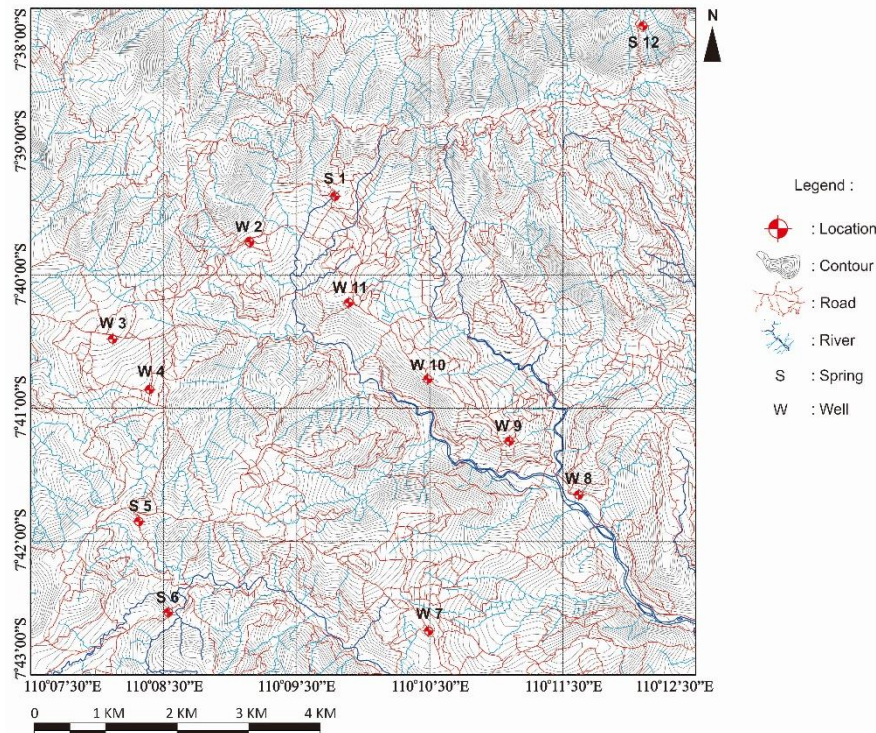 N
7°38'00"S
S 12
7°39'00"S
S 1
W 2
7°40'00"S
W 11
W 3
W 4
W 10
7°41'00"S
W 9
W 8
S 5
7°42'00"S
S 6
W 7
7°43'00"S
110°07'30"E
110°08'30"E
110°09'30"E
110°10'30"E
110°11'30"E
110°12'30"E
0
1 KM
2 KM
3 KM
4 KM
Legend :
: Location
: Contour
: Road
: River
S : Spring
W : Well